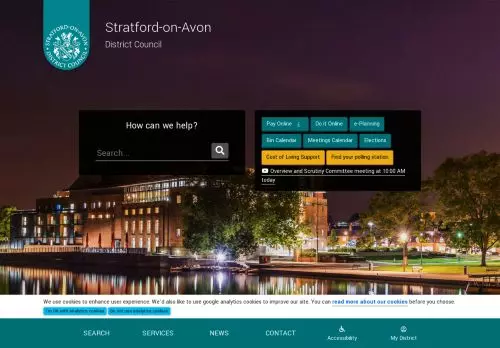 STRATFORD-ON-AVON
DISTRICT COUNCIL
Stratford-on-Avon
District Council
How can we help?
Search...
Pay Online
Do it Online
e-Planning
Bin Calendar
Meetings Calendar
Elections
Cost of Living Support
Find your polling station
Overview and Scrutiny Committee meeting at 10:00 AM
today
We use cookies to enhance user experience. We'd also like to use google analytics cookies to improve our site. You can read more about our cookies before you choose.
I'm OK with analytics cookies
Do not use analytics cookies
SEARCH
SERVICES
NEWS
CONTACT
Accessibility
My District